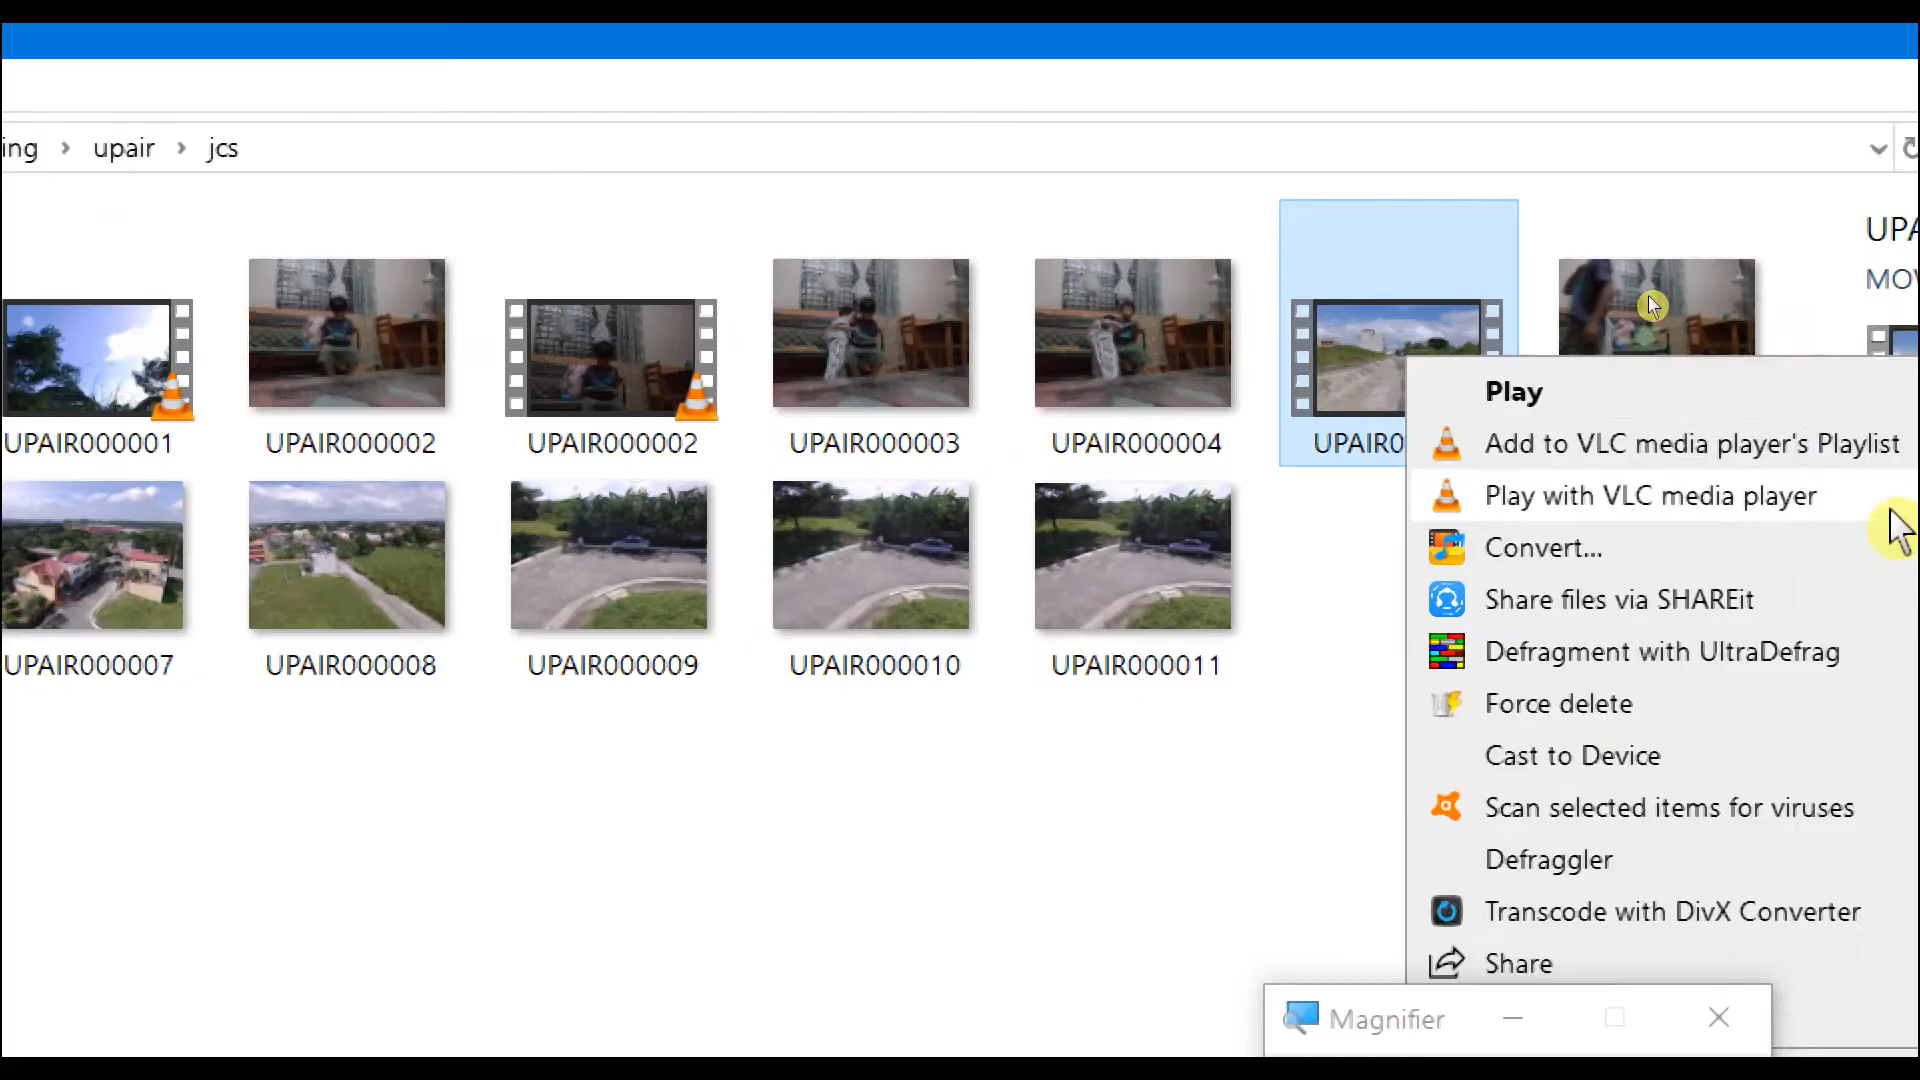 ing > upair > jcs
UPA
MOV
UPAIR000001
UPAIR000002
UPAIR000002
UPAIR000003
UPAIR000004
UPAIR0
UPAIR000007
UPAIR000008
UPAIR000009
UPAIR000010
UPAIR000011
Play
Add to VLC media player's Playlist
Play with VLC media player
Convert...
Share files via SHAREit
Defragment with UltraDefrag
Force delete
Cast to Device
Scan selected items for viruses
Defraggler
Transcode with DivX Converter
Share
Magnifier